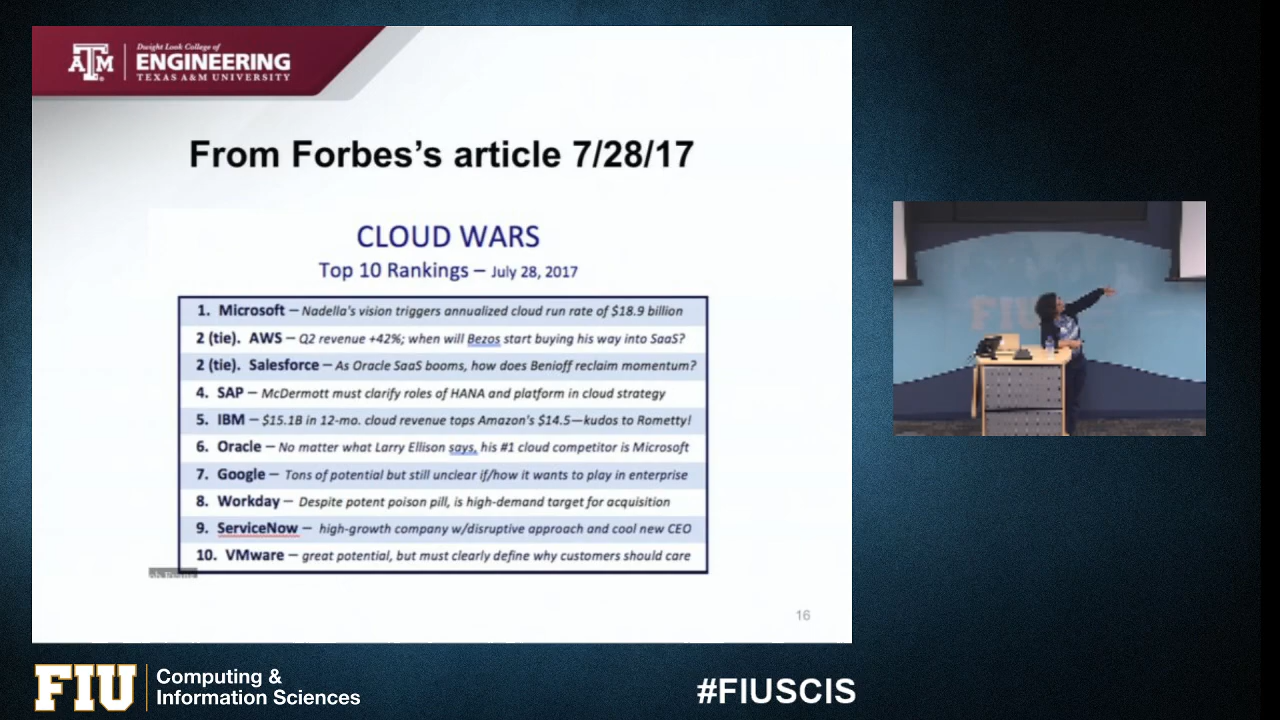 Dwight Look College of
ENGINEERING
TEXAS A&M UNIVERSITY
From Forbes’s article 7/28/17
CLOUD WARS
Top 10 Rankings – July 28, 2017
1. Microsoft – Nadella's vision triggers annualized cloud run rate of $18.9 billion
2 (tie). AWS – Q2 revenue +42%; when will Bezos start buying his way into SaaS?
2 (tie). Salesforce – As Oracle SaaS booms, how does Benioff reclaim momentum?
4. SAP – McDermott must clarify roles of HANA and platform in cloud strategy
5. IBM – $15.1B in 12-mo. cloud revenue tops Amazon's $14.5—kudos to Rometty!
6. Oracle – No matter what Larry Ellison says, his #1 cloud competitor is Microsoft
7. Google – Tons of potential but still unclear if/how it wants to play in enterprise
8. Workday – Despite potent poison pill, is high-demand target for acquisition
9. ServiceNow – high-growth company w/disruptive approach and cool new CEO
10. VMware – great potential, but must clearly define why customers should care
16
FIU
FIU Computing &
Information Sciences
#FIUSCIS